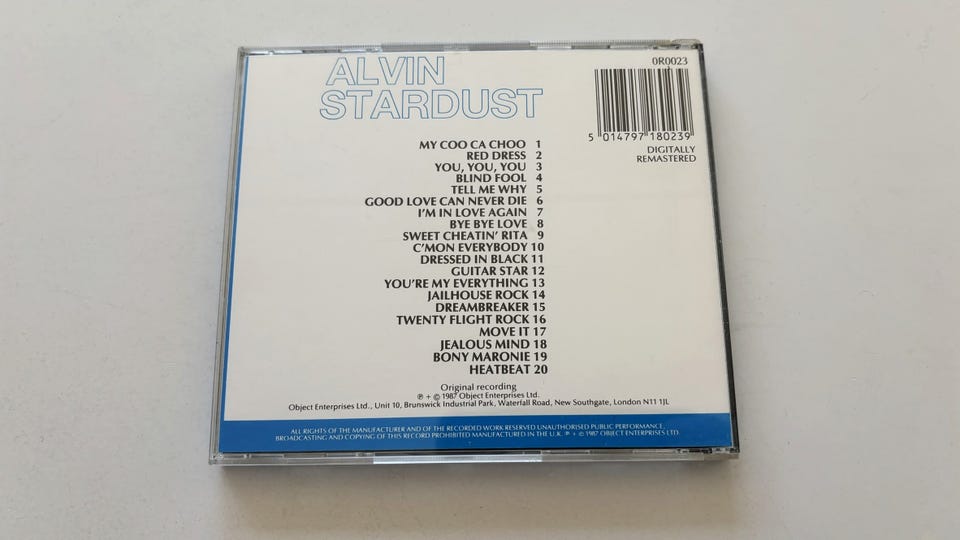 ALVIN
STARDUST
OR0023
5 014797 180239
DIGITALLY
REMASTERED
MY COO CA CHOO 1
RED DRESS 2
YOU, YOU, YOU 3
BLIND FOOL 4
TELL ME WHY 5
GOOD LOVE CAN NEVER DIE 6
I'M IN LOVE AGAIN 7
BYE BYE LOVE 8
SWEET CHEATIN' RITA 9
C'MON EVERYBODY 10
DRESSED IN BLACK 11
GUITAR STAR 12
YOU'RE MY EVERYTHING 13
JAILHOUSE ROCK 14
DREAMBREAKER 15
TWENTY FLIGHT ROCK 16
MOVE IT 17
JEALOUS MIND 18
BONY MARONIE 19
HEATBEAT 20
Original recording
℗ + © 1987 Object Enterprises Ltd.
Object Enterprises Ltd., Unit 10, Brunswick Industrial Park, Waterfall Road, New Southgate, London N11 1JL
ALL RIGHTS OF THE MANUFACTURER AND OF THE RECORDED WORK RESERVED UNAUTHORISED PUBLIC PERFORMANCE,
BROADCASTING AND COPYING OF THIS RECORD PROHIBITED MANUFACTURED IN THE U.K. ℗ + © 1987 OBJECT ENTERPRISES LTD.